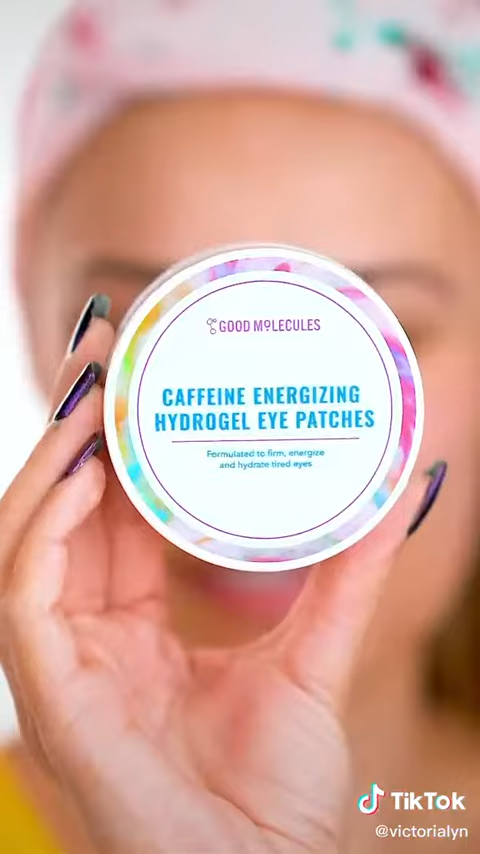 GOOD MOLECULES
CAFFEINE ENERGIZING
HYDROGEL EYE PATCHES
Formulated to firm, energize
and hydrate tired eyes
TikTok
@victorialyn